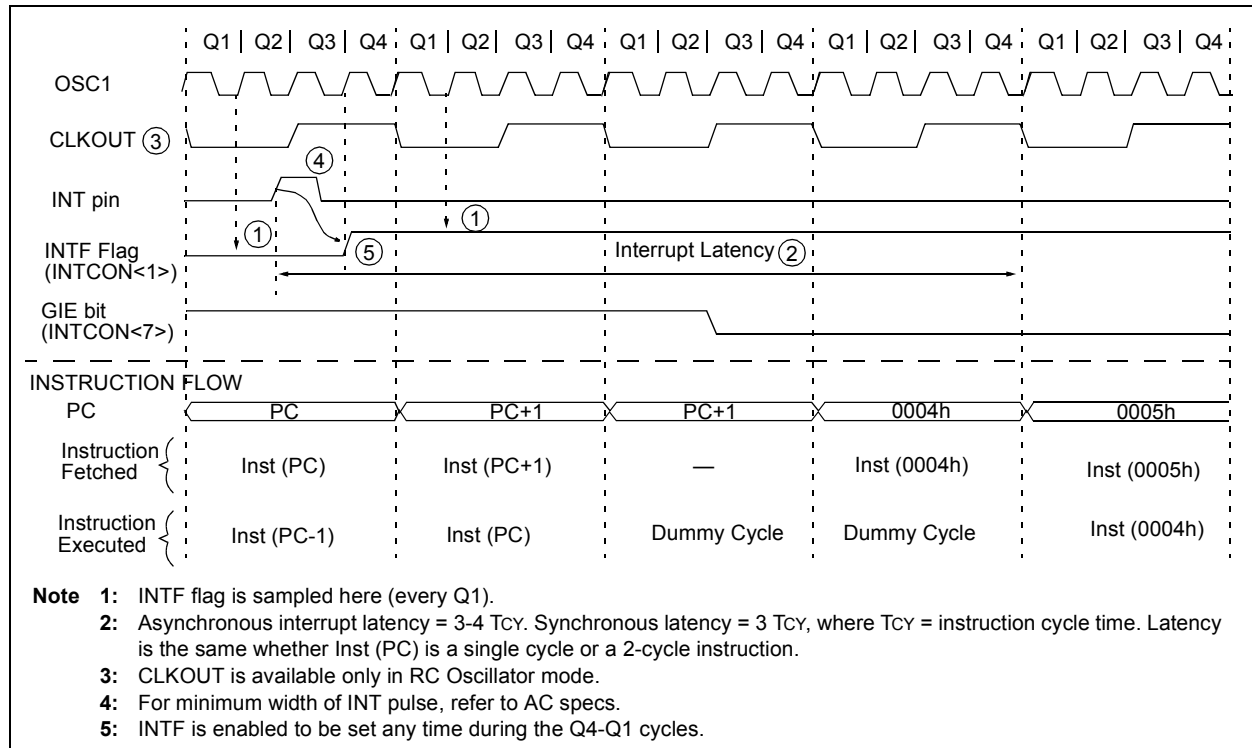 Q1 | Q2 | Q3 | Q4 Q1 | Q2 | Q3 | Q4 Q1 | Q2 | Q3 | Q4 Q1 | Q2 | Q3 | Q4 Q1 | Q2 | Q3 | Q4
OSC1
CLKOUT 3
4
INT pin
1 1
INTF Flag
(INTCON<1>)
5
Interrupt Latency 2
GIE bit
(INTCON<7>)
INSTRUCTION FLOW
PC PC PC+1 PC+1 0004h 0005h
Instruction
Fetched
Inst (PC) Inst (PC+1) — Inst (0004h) Inst (0005h)
Instruction
Executed
Inst (PC-1) Inst (PC) Dummy Cycle Dummy Cycle Inst (0004h)
Note 1: INTF flag is sampled here (every Q1).
2: Asynchronous interrupt latency = 3-4 TCY. Synchronous latency = 3 TCY, where TCY = instruction cycle time. Latency
is the same whether Inst (PC) is a single cycle or a 2-cycle instruction.
3: CLKOUT is available only in RC Oscillator mode.
4: For minimum width of INT pulse, refer to AC specs.
5: INTF is enabled to be set any time during the Q4-Q1 cycles.